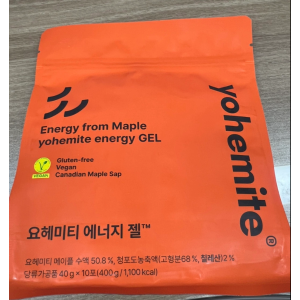 Energy from Maple
yohemite energy GEL
Gluten-free
Vegan
Canadian Maple Sap
VEGAN
yohemite®
요헤미티 에너지 젤™
요헤미티 메이플 수액 50.8 %, 청포도농축액(고형분68 %, 칠레산)2 %
당류가공품 40 g × 10포 (400 g / 1,100 kcal)